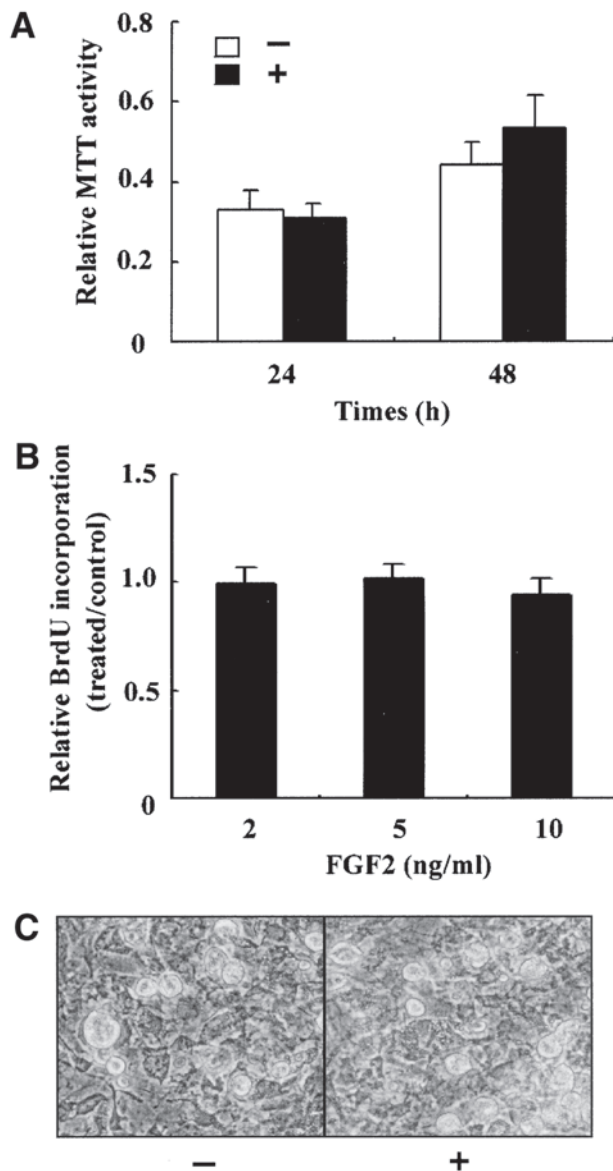 A
Relative MTT activity
0.8
0.6
0.4
0.2
0
−
+
24
48
Times (h)
B
Relative BrdU incorporation
(treated/control)
1.5
1.0
0.5
0
2
5
10
FGF2 (ng/ml)
C
−
+